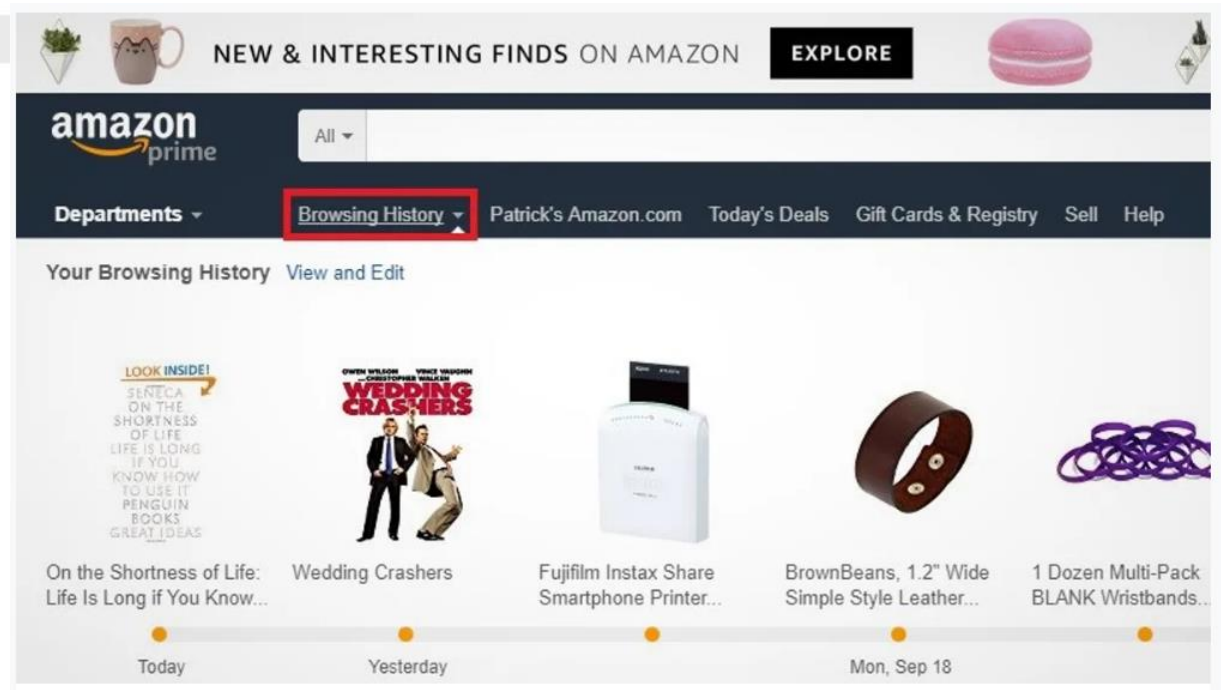 NEW & INTERESTING FINDS ON AMAZON EXPLORE
amazon
prime
All
Departments Browsing History Patrick's Amazon.com Today's Deals Gift Cards & Registry Sell Help
Your Browsing History View and Edit
LOOK INSIDE!
SENECA
ON THE
SHORTNESS
OF LIFE
LIFE IS LONG
IF YOU
KNOW HOW
TO USE IT
PENGUIN
BOOKS
GREAT IDEAS
OWEN WILSON VINCE VAUGHN
CHRISTOPHER WALKEN
WEDDING
CRASHERS
On the Shortness of Life:
Life Is Long if You Know...
Wedding Crashers
Fujifilm Instax Share
Smartphone Printer...
BrownBeans, 1.2" Wide
Simple Style Leather...
1 Dozen Multi-Pack
BLANK Wristbands...
Today Yesterday Mon, Sep 18